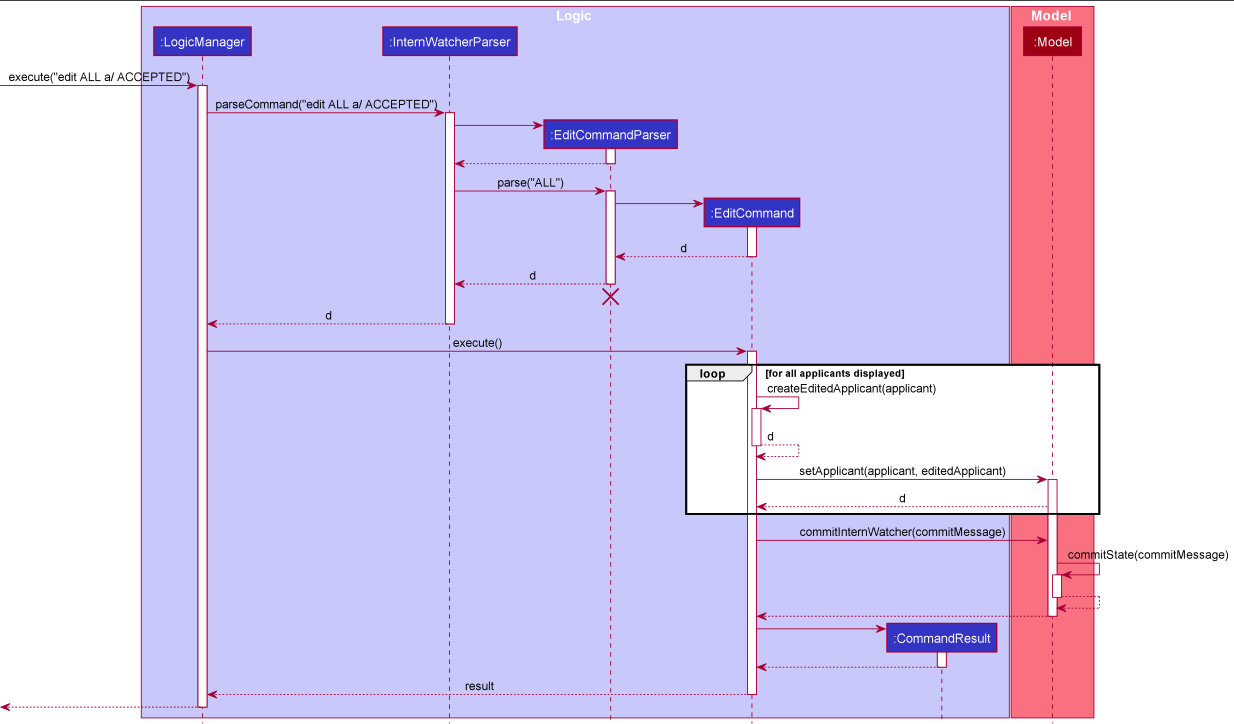 Logic
Model
:LogicManager
:InternWatcherParser
:Model
execute("edit ALL a/ ACCEPTED")
parseCommand("edit ALL a/ ACCEPTED")
:EditCommandParser
parse("ALL")
:EditCommand
d
d
d
execute()
loop
[for all applicants displayed]
createEditedApplicant(applicant)
d
setApplicant(applicant, editedApplicant)
d
commitInternWatcher(commitMessage)
commitState(commitMessage)
:CommandResult
result